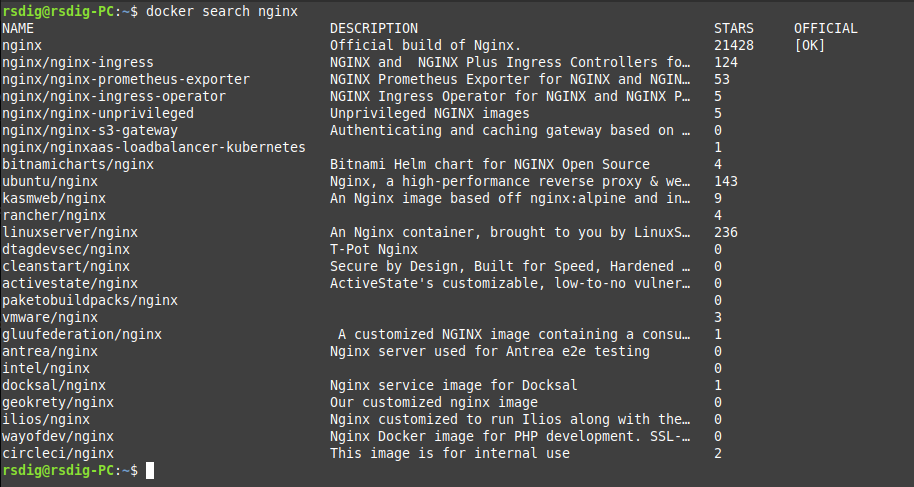 rsdig@rsdig-PC:~$ docker search nginx
NAME DESCRIPTION STARS OFFICIAL
nginx Official build of Nginx. 21428 [OK]
nginx/nginx-ingress NGINX and  NGINX Plus Ingress Controllers fo… 124
nginx/nginx-prometheus-exporter NGINX Prometheus Exporter for NGINX and NGIN… 53
nginx/nginx-ingress-operator NGINX Ingress Operator for NGINX and NGINX P… 5
nginx/nginx-unprivileged Unprivileged NGINX images 5
nginx/nginx-s3-gateway Authenticating and caching gateway based on … 0
nginx/nginxaas-loadbalancer-kubernetes 1
bitnamicharts/nginx Bitnami Helm chart for NGINX Open Source 4
ubuntu/nginx Nginx, a high-performance reverse proxy & we… 143
kasmweb/nginx An Nginx image based off nginx:alpine and in… 9
rancher/nginx 4
linuxserver/nginx An Nginx container, brought to you by LinuxS… 236
dtagdevsec/nginx T-Pot Nginx 0
cleanstart/nginx Secure by Design, Built for Speed, Hardened … 0
activestate/nginx ActiveState's customizable, low-to-no vulner… 0
paketobuildpacks/nginx 0
vmware/nginx 3
gluufederation/nginx A customized NGINX image containing a consu… 1
antrea/nginx Nginx server used for Antrea e2e testing 0
intel/nginx 0
docksal/nginx Nginx service image for Docksal 1
geokrety/nginx Our customized nginx image 0
ilios/nginx Nginx customized to run Ilios along with the… 0
wayofdev/nginx Nginx Docker image for PHP development. SSL-… 0
circleci/nginx This image is for internal use 2
rsdig@rsdig-PC:~$